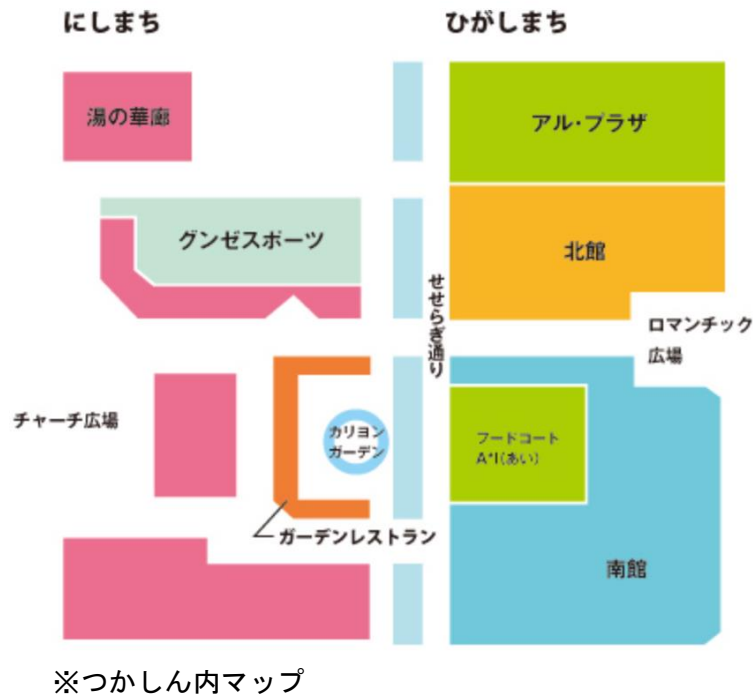 にしまち
ひがしまち
湯の華廊
アル・プラザ
グンゼスポーツ
北館
せせらぎ通り
ロマンチック
広場
チャーチ広場
カリヨン
ガーデン
フードコート
A*I(あい)
ガーデンレストラン
南館
※つかしん内マップ